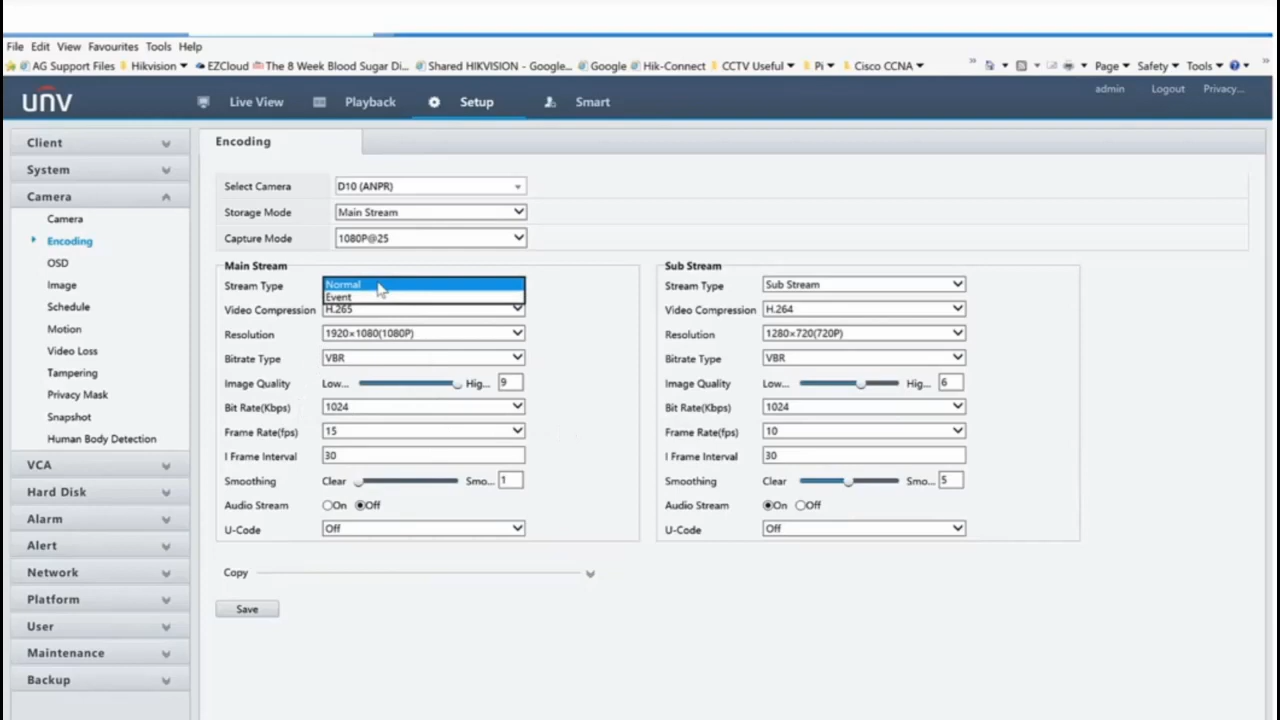 File Edit View Favourites Tools Help
AG Support Files Hikvision EZCloud The 8 Week Blood Sugar Di... Shared HIKVISION - Google... Google Hik-Connect CCTV Useful Pi Cisco CCNA » Page Safety Tools »
unv Live View Playback Setup Smart admin Logout Privacy...
Client
System
Camera
Camera
Encoding
OSD
Image
Schedule
Motion
Video Loss
Tampering
Privacy Mask
Snapshot
Human Body Detection
VCA
Hard Disk
Alarm
Alert
Network
Platform
User
Maintenance
Backup
Encoding
Select Camera D10 (ANPR)
Storage Mode Main Stream
Capture Mode 1080P@25
Main Stream
Stream Type Normal
Event
Video Compression H.265
Resolution 1920×1080(1080P)
Bitrate Type VBR
Image Quality Low... Hig... 9
Bit Rate(Kbps) 1024
Frame Rate(fps) 15
I Frame Interval 30
Smoothing Clear Smo... 1
Audio Stream On Off
U-Code Off
Sub Stream
Stream Type Sub Stream
Video Compression H.264
Resolution 1280×720(720P)
Bitrate Type VBR
Image Quality Low... Hig... 6
Bit Rate(Kbps) 1024
Frame Rate(fps) 10
I Frame Interval 30
Smoothing Clear Smo... 5
Audio Stream On Off
U-Code Off
Copy
Save